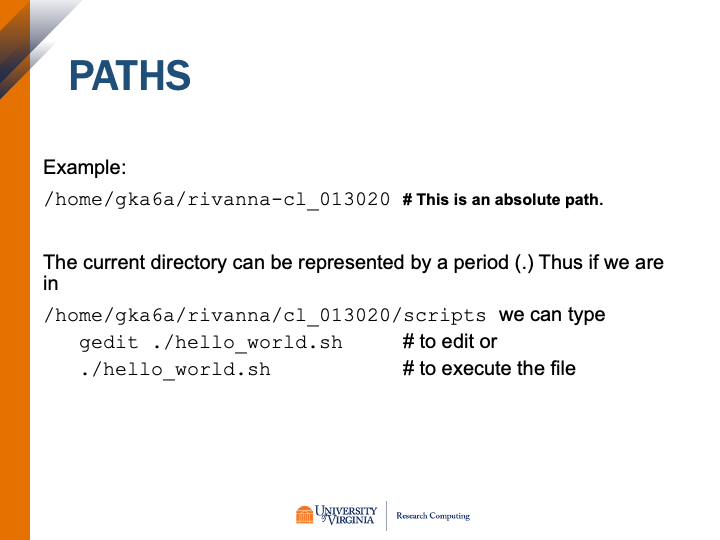 PATHS
Example:
/home/gka6a/rivanna-cl_013020 # This is an absolute path.
The current directory can be represented by a period (.) Thus if we are
in
/home/gka6a/rivanna/cl_013020/scripts we can type
gedit ./hello_world.sh # to edit or
./hello_world.sh # to execute the file
UNIVERSITY
of VIRGINIA
Research Computing